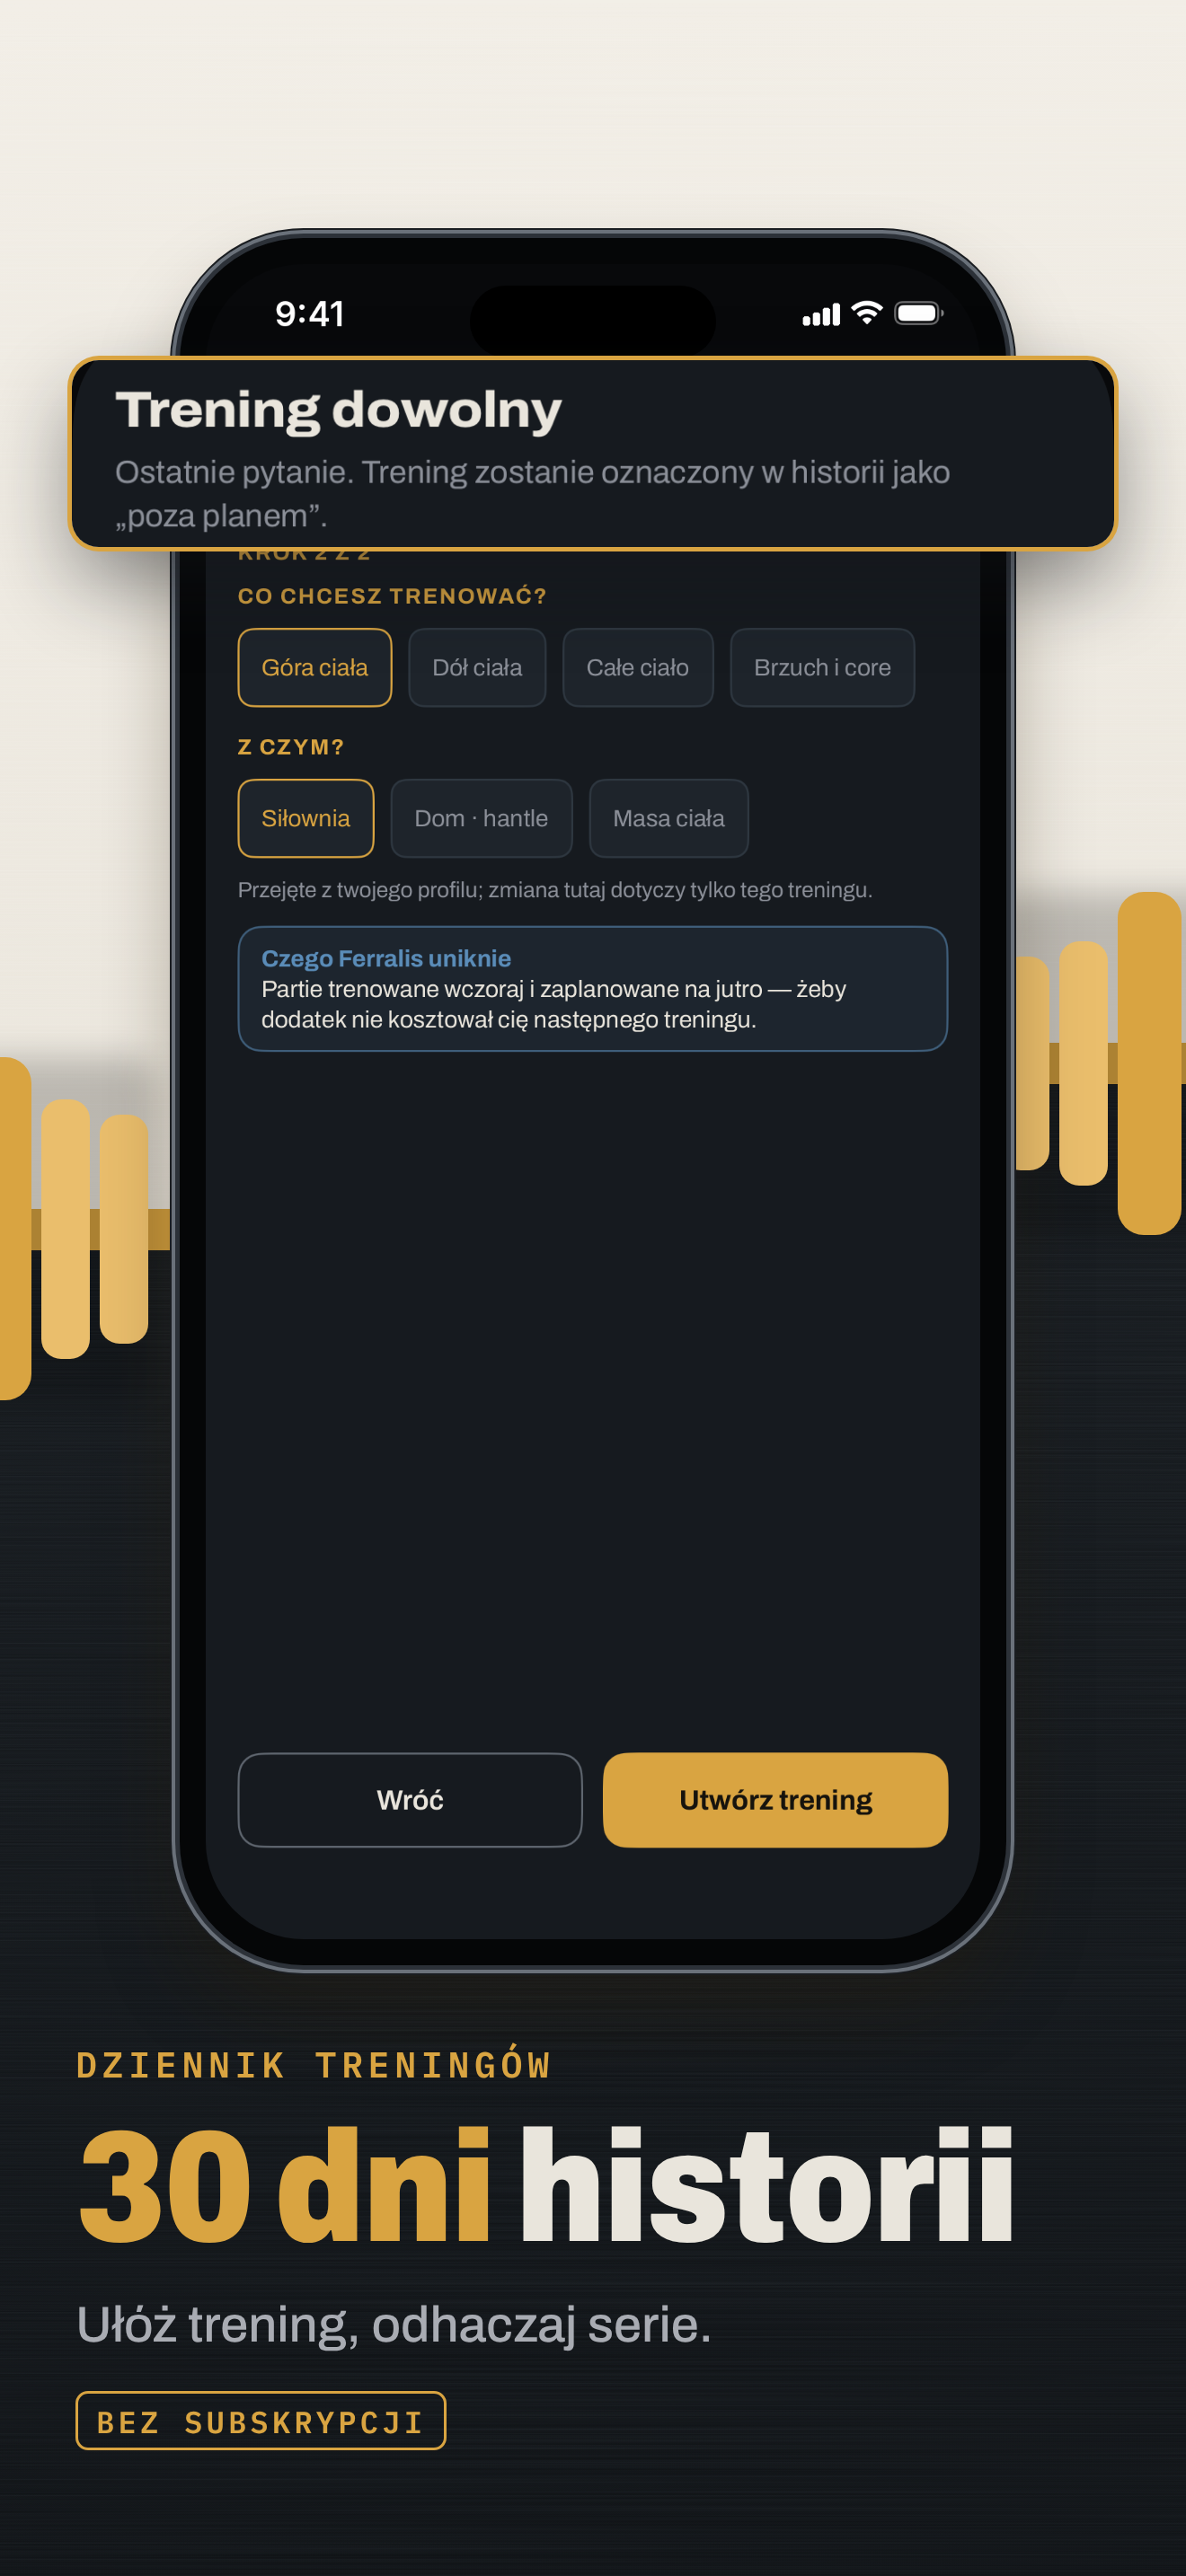 9:41
Trening dowolny
Ostatnie pytanie. Trening zostanie oznaczony w historii jako
„poza planem”.
KROK 2 Z 2
CO CHCESZ TRENOWAĆ?
Góra ciała
Dół ciała
Całe ciało
Brzuch i core
Z CZYM?
Siłownia
Dom · hantle
Masa ciała
Przejęte z twojego profilu; zmiana tutaj dotyczy tylko tego treningu.
Czego Ferralis uniknie
Partie trenowane wczoraj i zaplanowane na jutro — żeby
dodatek nie kosztował cię następnego treningu.
Wróć
Utwórz trening
DZIENNIK TRENINGÓW
30 dni historii
Ułóż trening, odhaczaj serie.
BEZ SUBSKRYPCJI